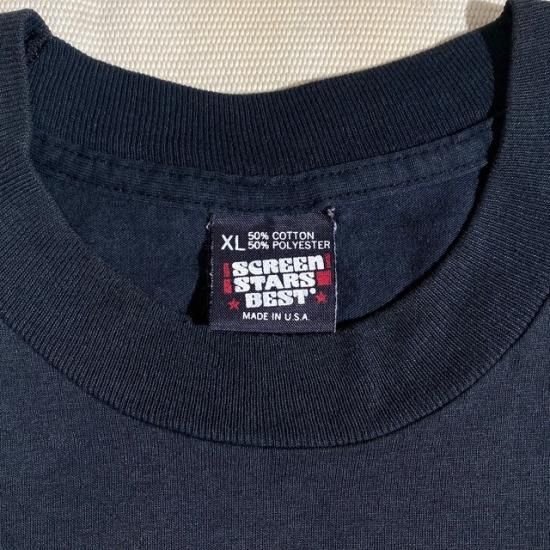 XL 50% COTTON
50% POLYESTER
SCREEN
STARS
BEST
MADE IN U.S.A.